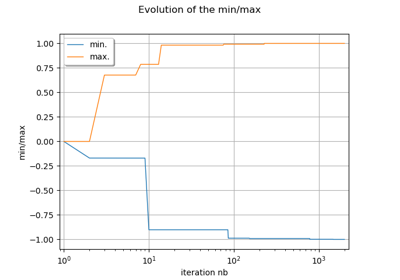 Evolution of the min/max
min.
max.
1.00
0.75
0.50
0.25
0.00
−0.25
−0.50
−0.75
−1.00
min/max
10⁰ 10¹ 10² 10³
iteration nb